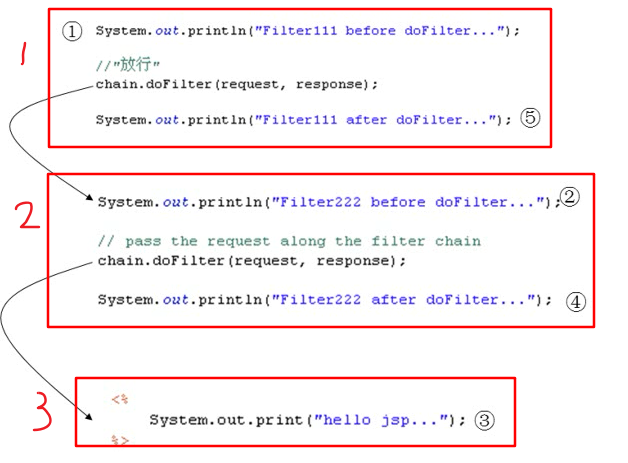 1
① System.out.println("Filter111 before doFilter...");
//"放行"
chain.doFilter(request, response);
System.out.println("Filter111 after doFilter..."); ⑤
2
System.out.println("Filter222 before doFilter..."); ②
// pass the request along the filter chain
chain.doFilter(request, response);
System.out.println("Filter222 after doFilter..."); ④
3
<%
System.out.print("hello jsp..."); ③
%>